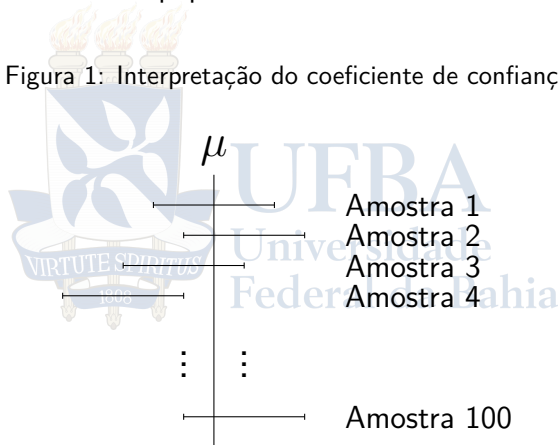 Figura 1: Interpretação do coeficiente de confianç
μ
UFBA
Universidade
Federal da Bahia
VIRTUTE SPIRITUS
1808
Amostra 1
Amostra 2
Amostra 3
Amostra 4
⋮ ⋮
Amostra 100